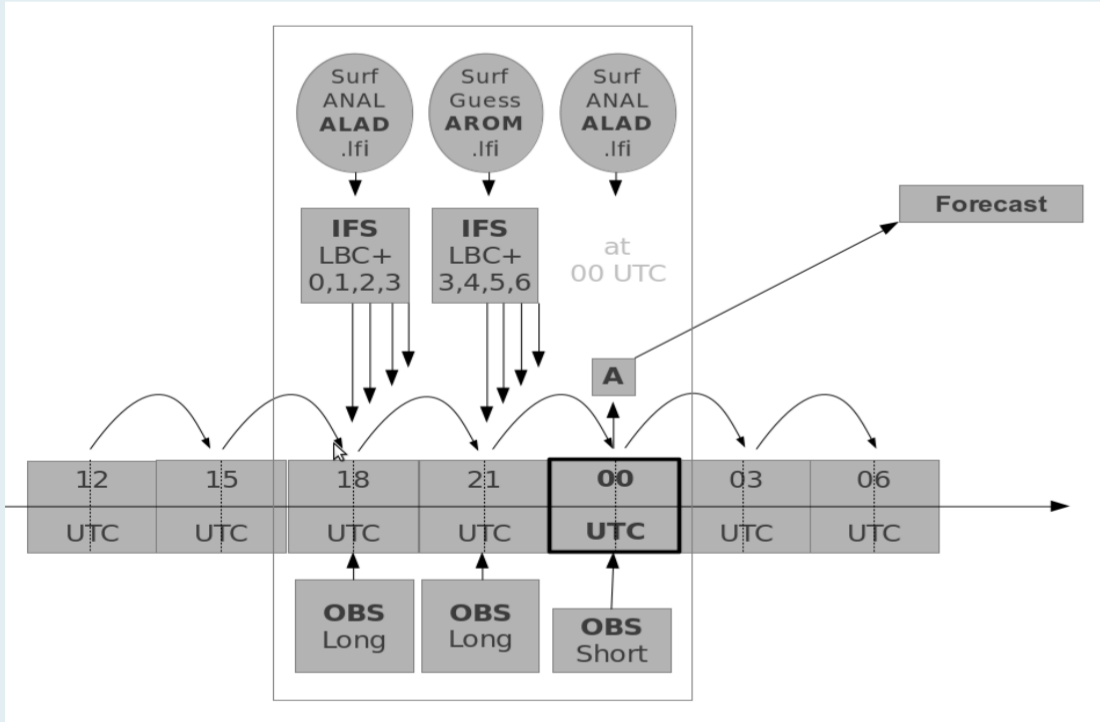 Surf
ANAL
ALAD
.lfi
Surf
Guess
AROM
.lfi
Surf
ANAL
ALAD
.lfi
Forecast
IFS
LBC+
0,1,2,3
IFS
LBC+
3,4,5,6
at
00 UTC
A
12
UTC
15
UTC
18
UTC
21
UTC
00
UTC
03
UTC
06
UTC
OBS
Long
OBS
Long
OBS
Short